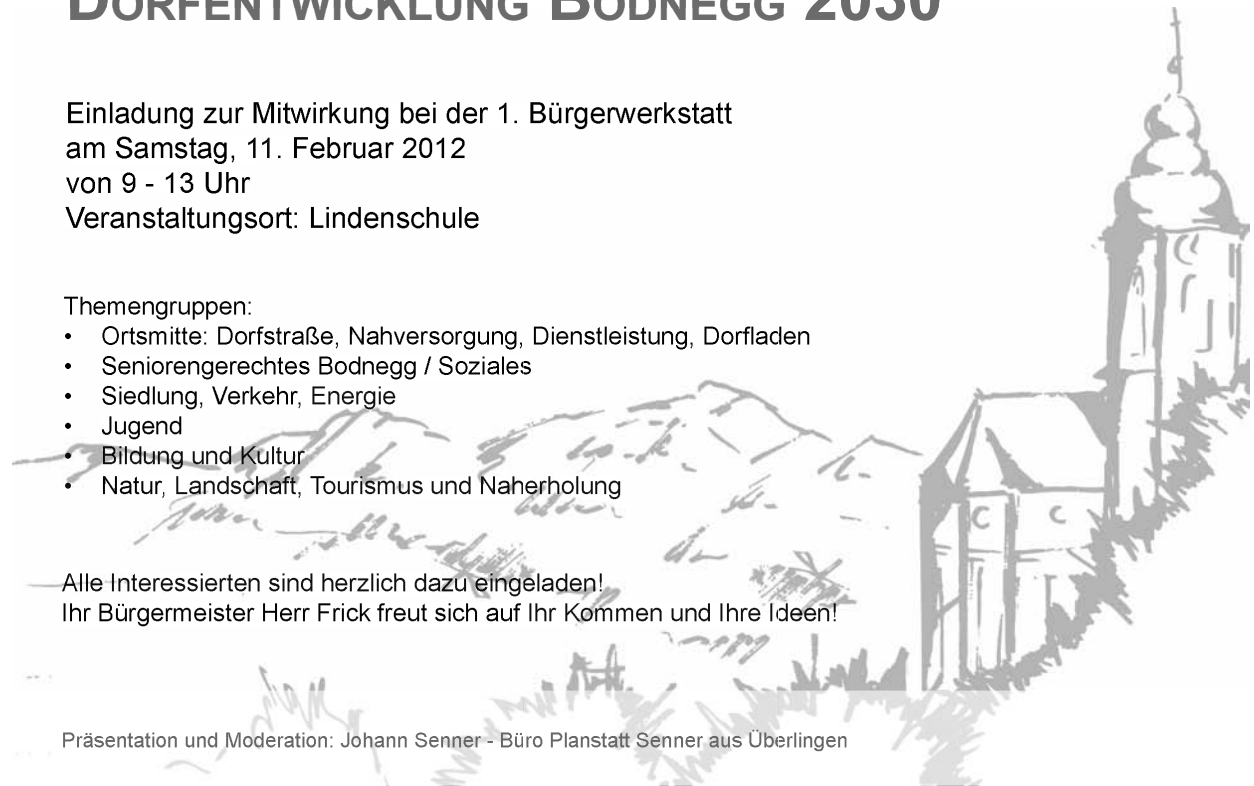 DORFENTWICKLUNG BODNEGG 2030
Einladung zur Mitwirkung bei der 1. Bürgerwerkstatt
am Samstag, 11. Februar 2012
von 9 - 13 Uhr
Veranstaltungsort: Lindenschule
Themengruppen:
• Ortsmitte: Dorfstraße, Nahversorgung, Dienstleistung, Dorfladen
• Seniorengerechtes Bodnegg / Soziales
• Siedlung, Verkehr, Energie
• Jugend
• Bildung und Kultur
• Natur, Landschaft, Tourismus und Naherholung
Alle Interessierten sind herzlich dazu eingeladen!
Ihr Bürgermeister Herr Frick freut sich auf Ihr Kommen und Ihre Ideen!
Präsentation und Moderation: Johann Senner - Büro Planstatt Senner aus Überlingen